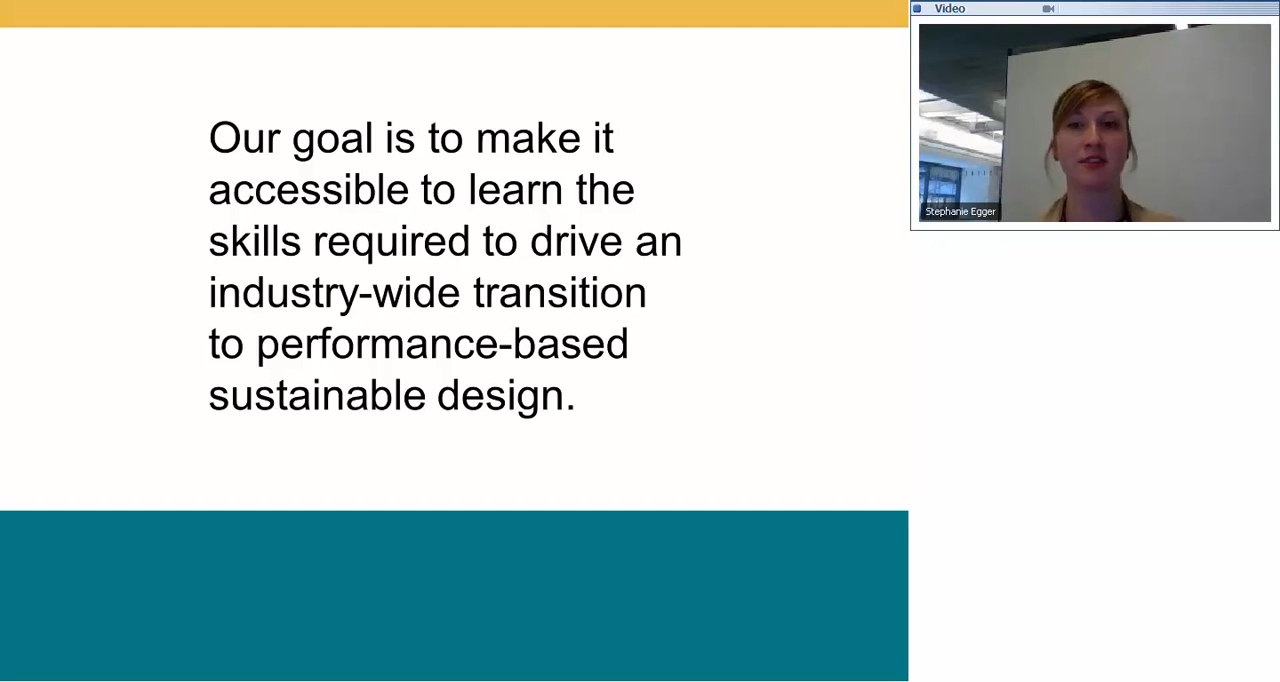 Video
Our goal is to make it
accessible to learn the
skills required to drive an
industry-wide transition
to performance-based
sustainable design.
Stephanie Egger